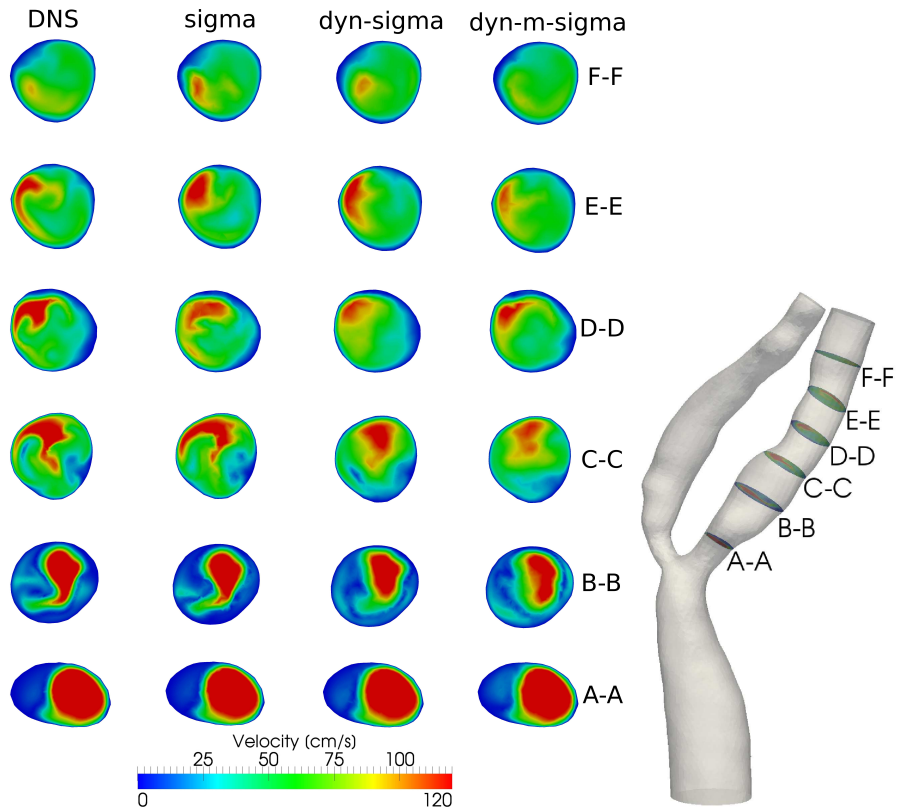 DNS sigma dyn-sigma dyn-m-sigma
F-F
E-E
D-D
C-C
B-B
A-A
F-F
E-E
D-D
C-C
B-B
A-A
Velocity (cm/s)
25 50 75 100
0 120